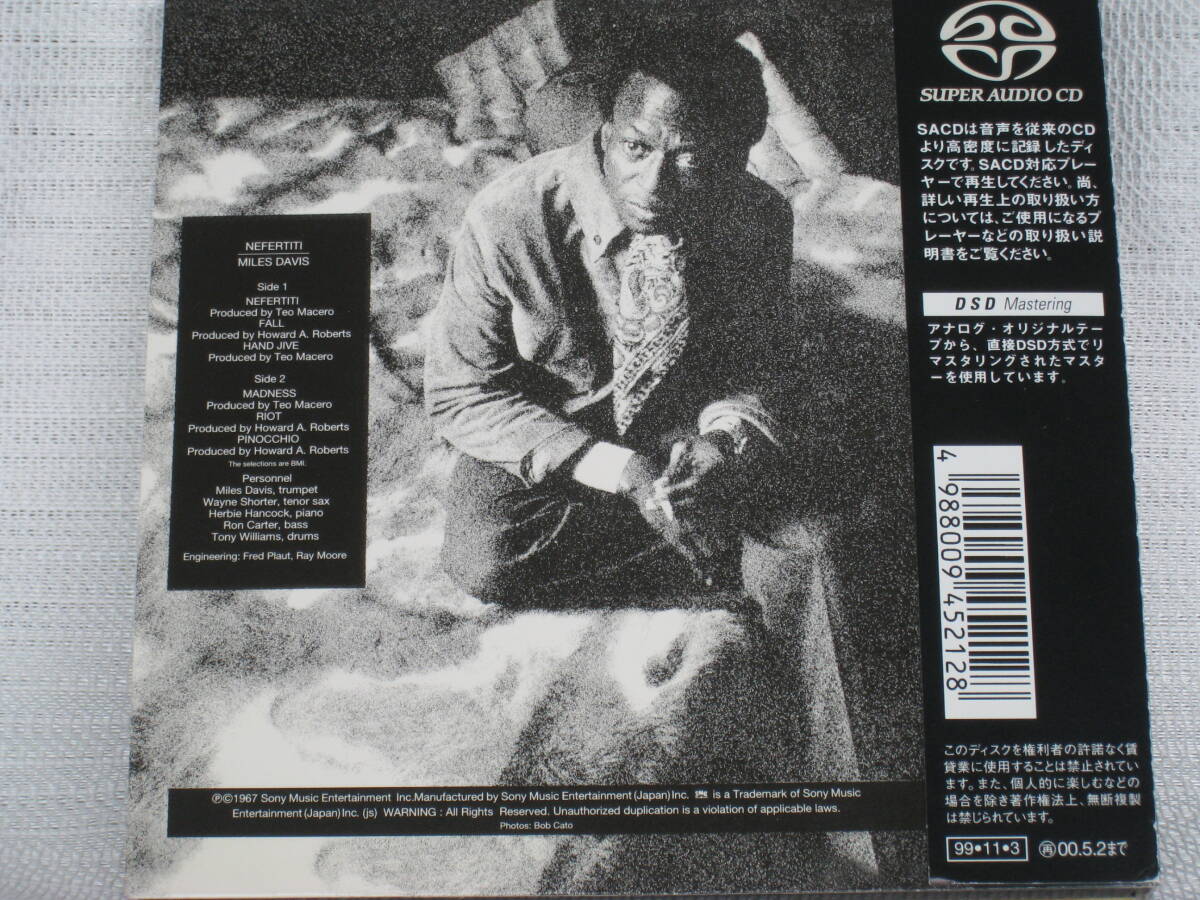 NEFERTITI
MILES DAVIS
Side 1
NEFERTITI
Produced by Teo Macero
FALL
Produced by Howard A. Roberts
HAND JIVE
Produced by Teo Macero
Side 2
MADNESS
Produced by Teo Macero
RIOT
Produced by Howard A. Roberts
PINOCCHIO
Produced by Howard A. Roberts
The selections are BMI.
Personnel
Miles Davis, trumpet
Wayne Shorter, tenor sax
Herbie Hancock, piano
Ron Carter, bass
Tony Williams, drums
Engineering: Fred Plaut, Ray Moore
℗©1967 Sony Music Entertainment Inc.Manufactured by Sony Music Entertainment (Japan) Inc. is a Trademark of Sony Music
Entertainment (Japan) Inc. (js) WARNING : All Rights Reserved. Unauthorized duplication is a violation of applicable laws.
Photos: Bob Cato
SUPER AUDIO CD
SACDは音声を従来のCD
より高密度に記録したディ
スクです。SACD対応プレー
ヤーで再生してください。尚、
詳しい再生上の取り扱い方
については、ご使用になるプ
レーヤーなどの取り扱い説
明書をご覧ください。
DSD Mastering
アナログ・オリジナルテー
プから、直接DSD方式でリ
マスタリングされたマスタ
ーを使用しています。
4 988009 452128
このディスクを権利者の許諾なく賃
貸業に使用することは禁止されてい
ます。また、個人的に楽しむなどの
場合を除き著作権法上、無断複製
は禁じられています。
99•11•3 ㊢00.5.2まで